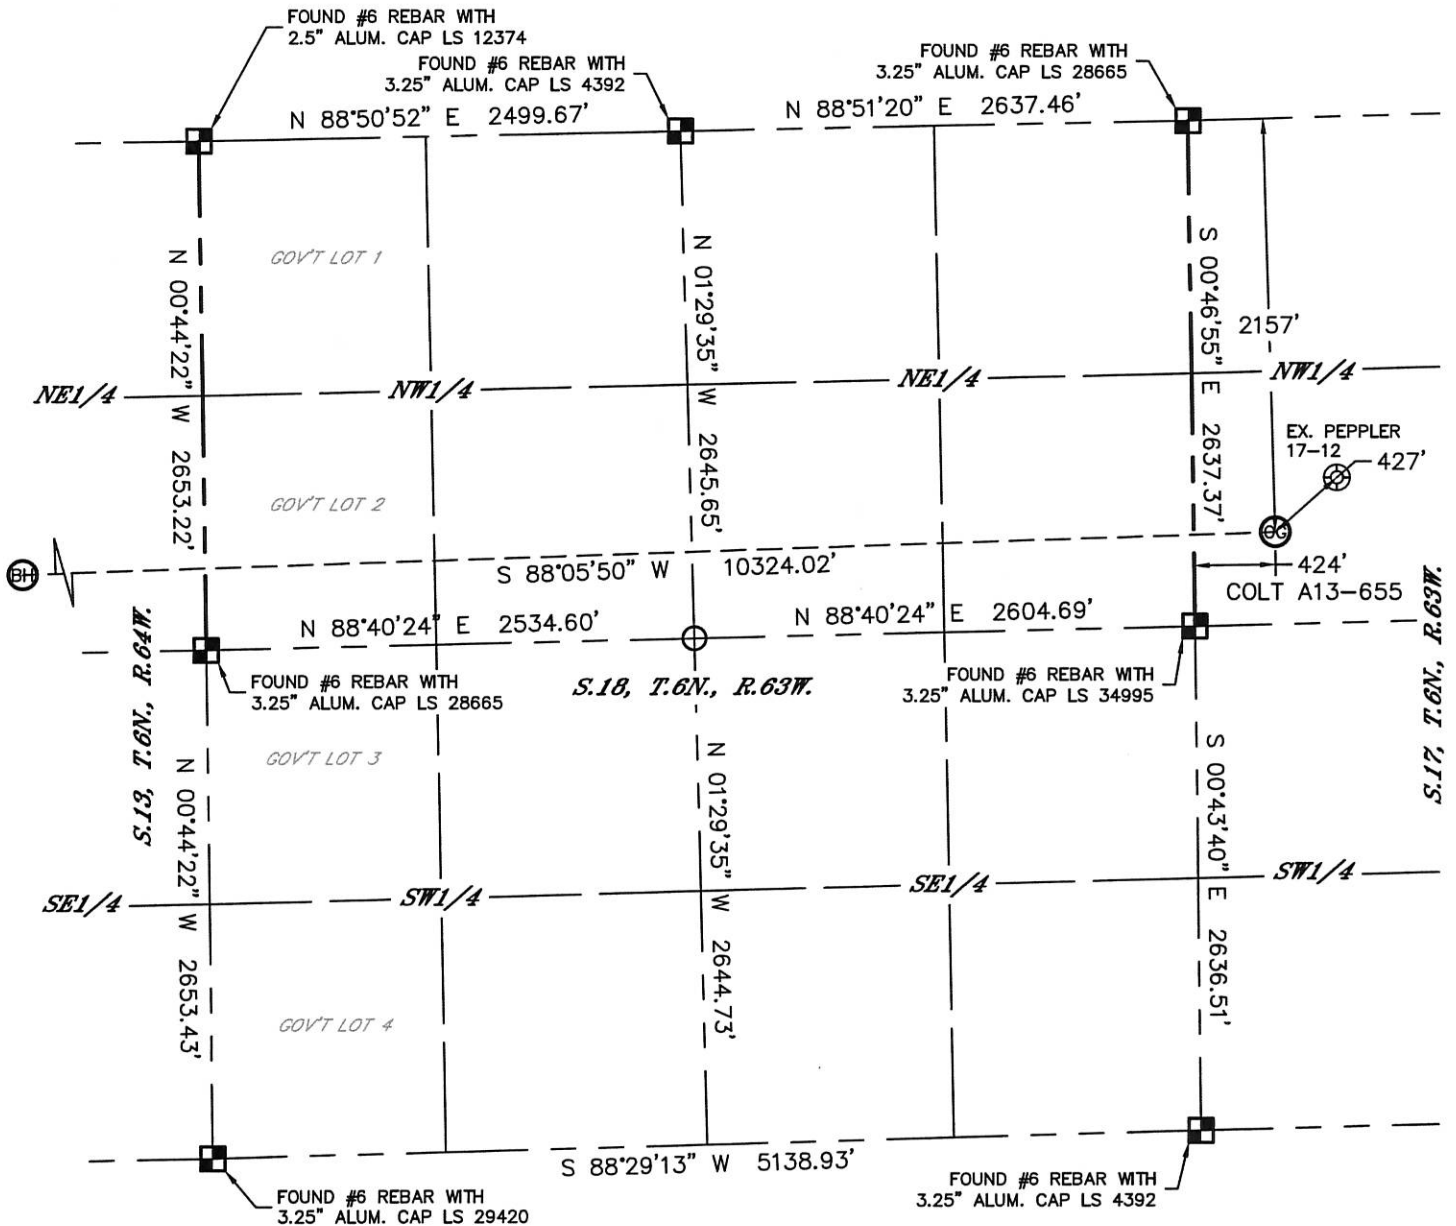 FOUND #6 REBAR WITH
2.5" ALUM. CAP LS 12374
FOUND #6 REBAR WITH
3.25" ALUM. CAP LS 4392
FOUND #6 REBAR WITH
3.25" ALUM. CAP LS 28665
N 88°50'52" E 2499.67'
N 88°51'20" E 2637.46'
N 00°44'22" W 2653.22'
GOV'T LOT 1
N 01°29'35" W 2645.65'
S 00°46'55" E 2637.37'
2157'
NE1/4
NW1/4
NE1/4
NW1/4
EX. PEPPLER
17-12
427'
GOV'T LOT 2
BH
OG
S 88°05'50" W 10324.02'
424'
COLT A13-655
N 88°40'24" E 2534.60'
N 88°40'24" E 2604.69'
S.13, T.6N., R.64W.
FOUND #6 REBAR WITH
3.25" ALUM. CAP LS 28665
S.18, T.6N., R.63W.
FOUND #6 REBAR WITH
3.25" ALUM. CAP LS 34995
S.17, T.6N., R.63W.
GOV'T LOT 3
N 00°44'22" W 2653.43'
N 01°29'35" W 2644.73'
S 00°43'40" E 2636.51'
SE1/4
SW1/4
SE1/4
SW1/4
GOV'T LOT 4
S 88°29'13" W 5138.93'
FOUND #6 REBAR WITH
3.25" ALUM. CAP LS 29420
FOUND #6 REBAR WITH
3.25" ALUM. CAP LS 4392